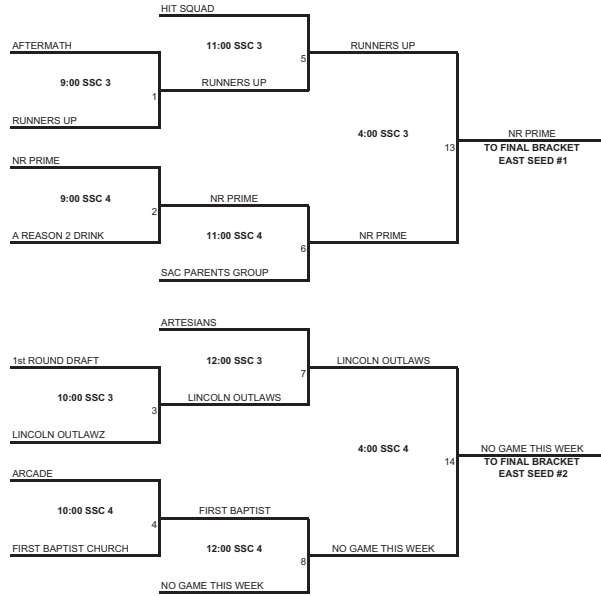 HIT SQUAD
AFTERMATH
11:00 SSC 3
RUNNERS UP
5
9:00 SSC 3
RUNNERS UP
1
RUNNERS UP
4:00 SSC 3
NR PRIME
13
TO FINAL BRACKET
EAST SEED #1
NR PRIME
9:00 SSC 4
NR PRIME
2
A REASON 2 DRINK
11:00 SSC 4
NR PRIME
6
SAC PARENTS GROUP
ARTESIANS
1st ROUND DRAFT
12:00 SSC 3
LINCOLN OUTLAWS
7
10:00 SSC 3
LINCOLN OUTLAWS
3
LINCOLN OUTLAWZ
4:00 SSC 4
NO GAME THIS WEEK
14
TO FINAL BRACKET
EAST SEED #2
ARCADE
10:00 SSC 4
FIRST BAPTIST
4
FIRST BAPTIST CHURCH
12:00 SSC 4
NO GAME THIS WEEK
8
NO GAME THIS WEEK